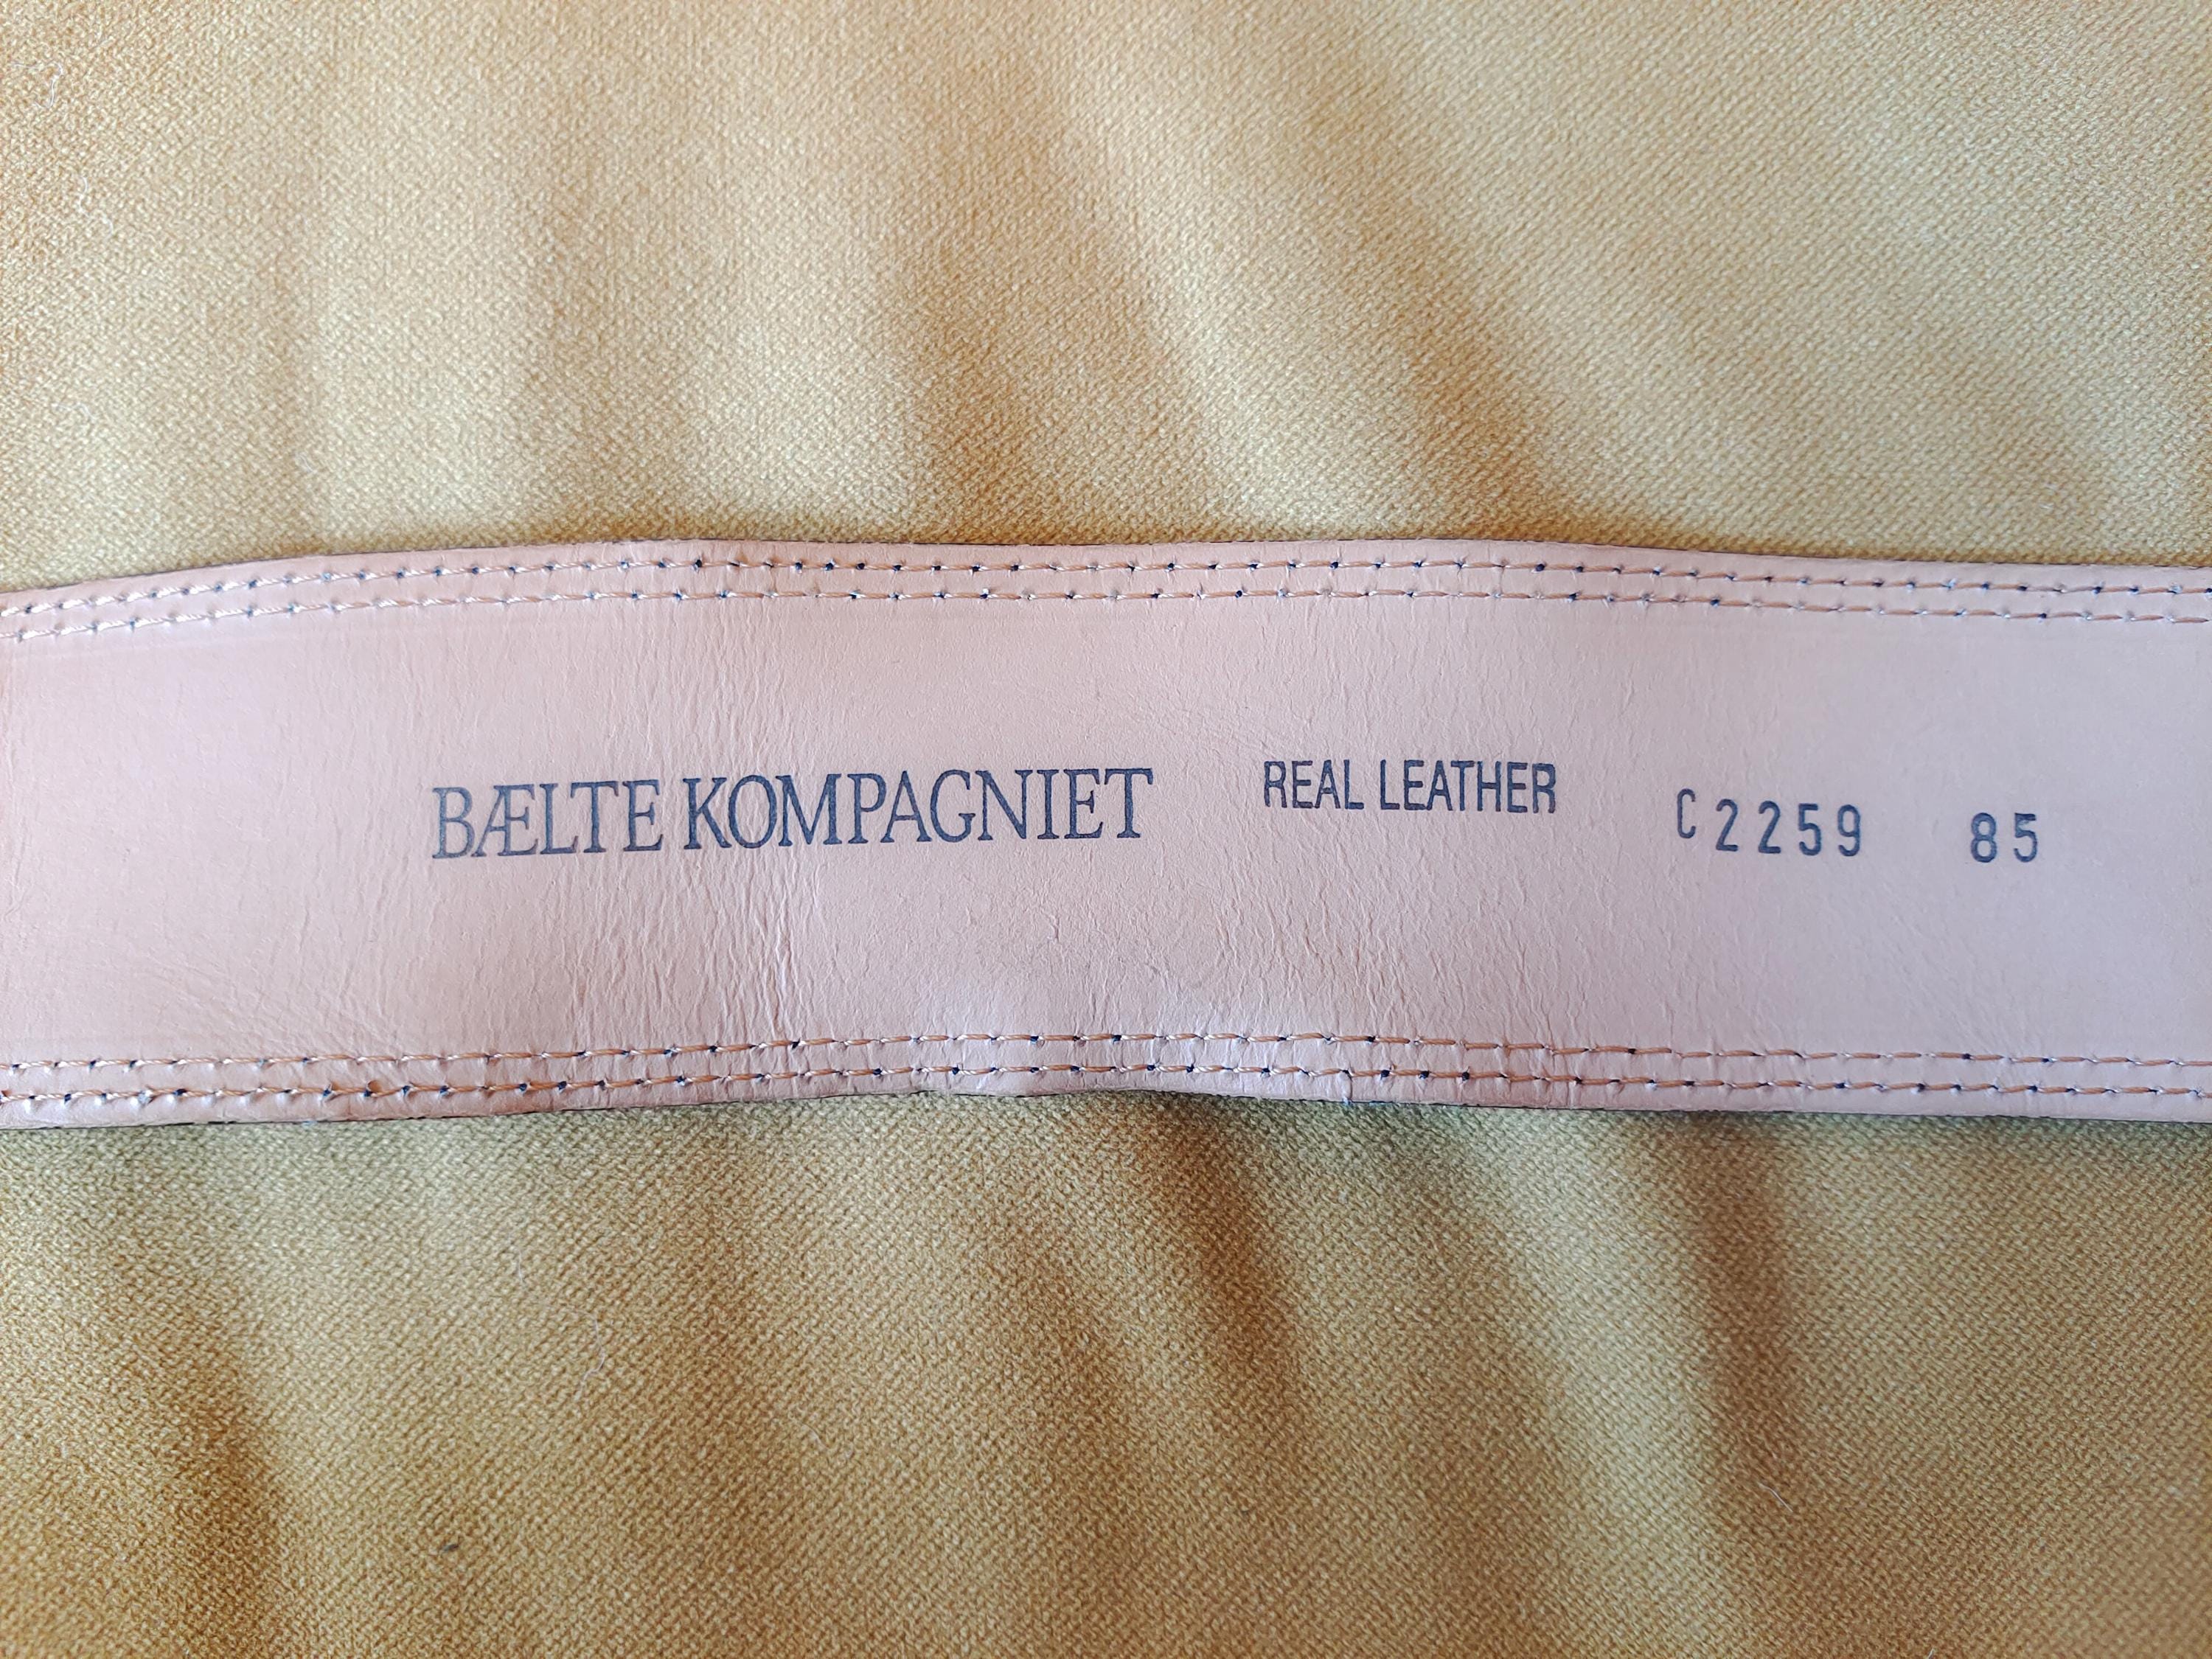 BÆLTE KOMPAGNIET REAL LEATHER C2259 85